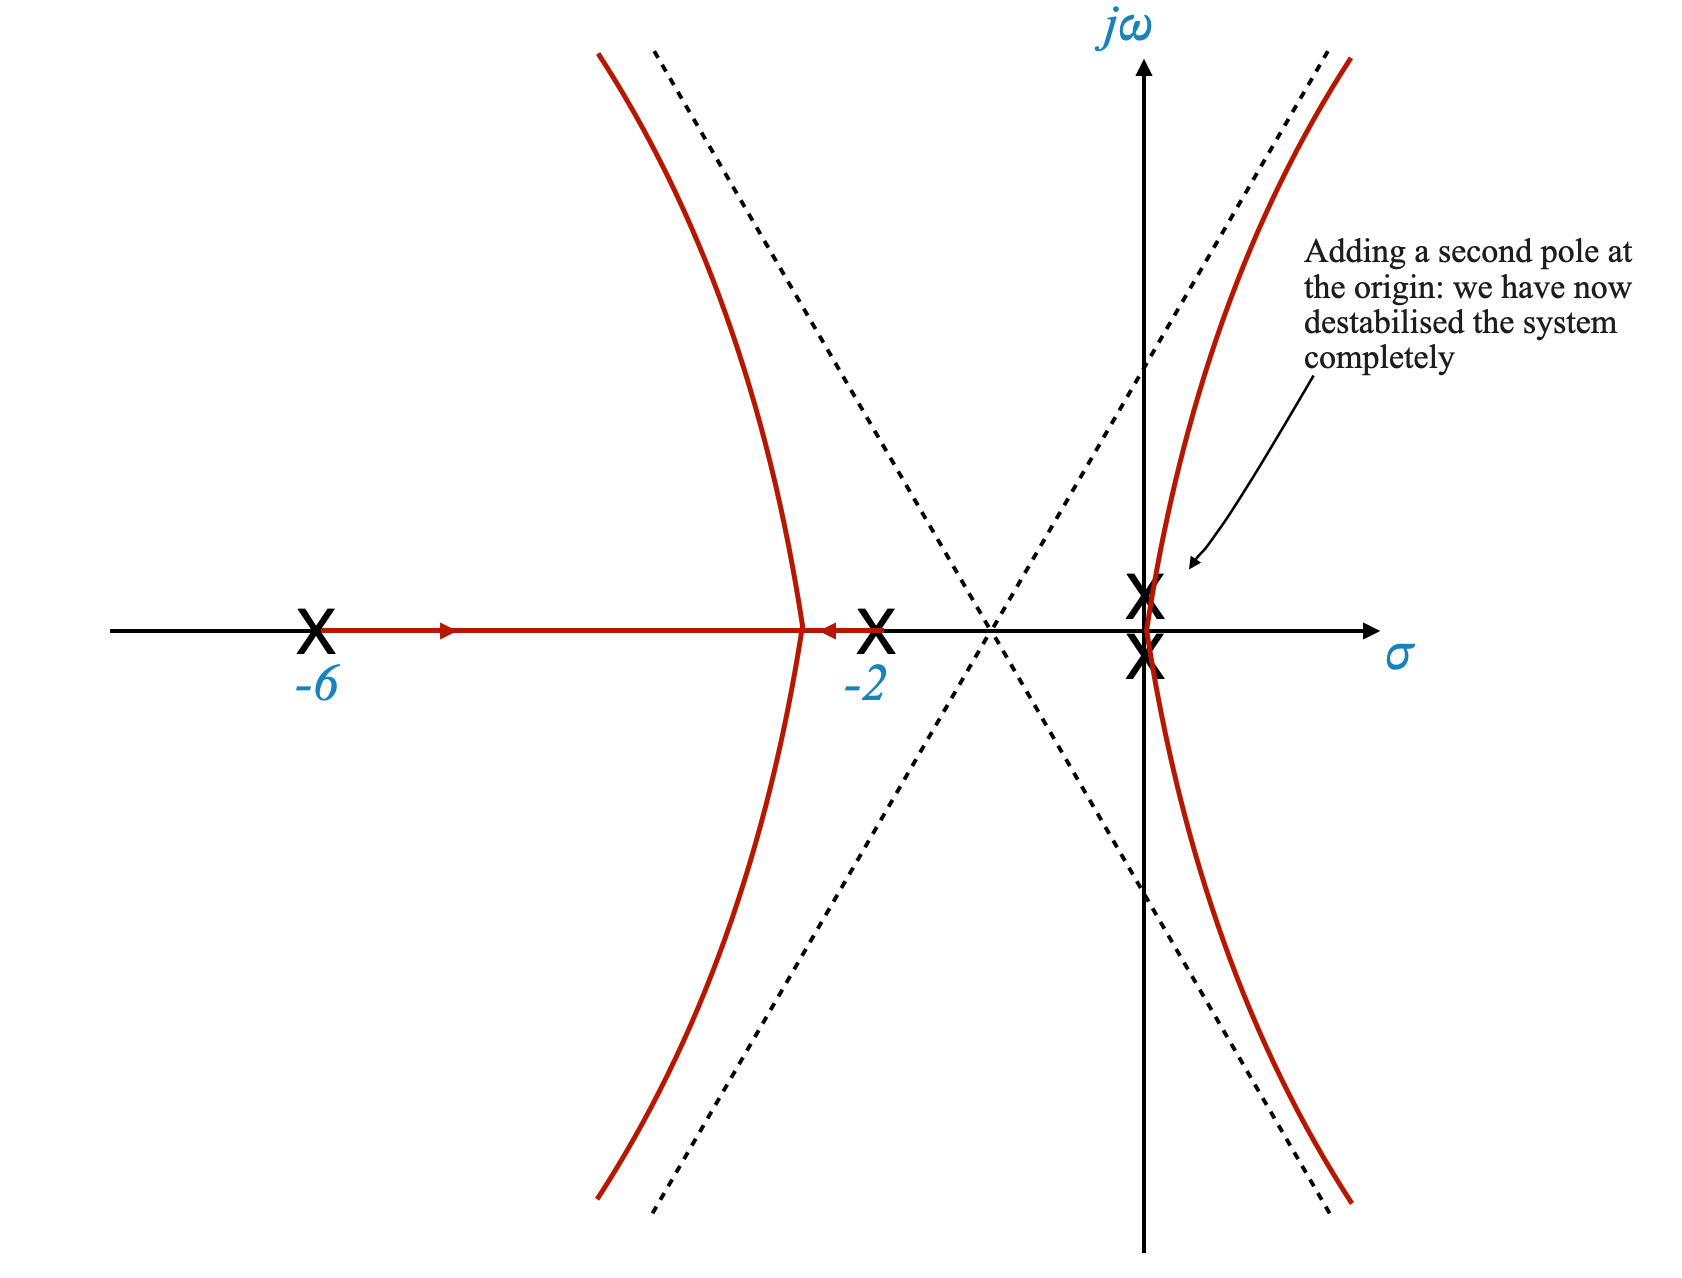 jω
Adding a second pole at
the origin: we have now
destabilised the system
completely
X
X
X
X
σ
-6
-2